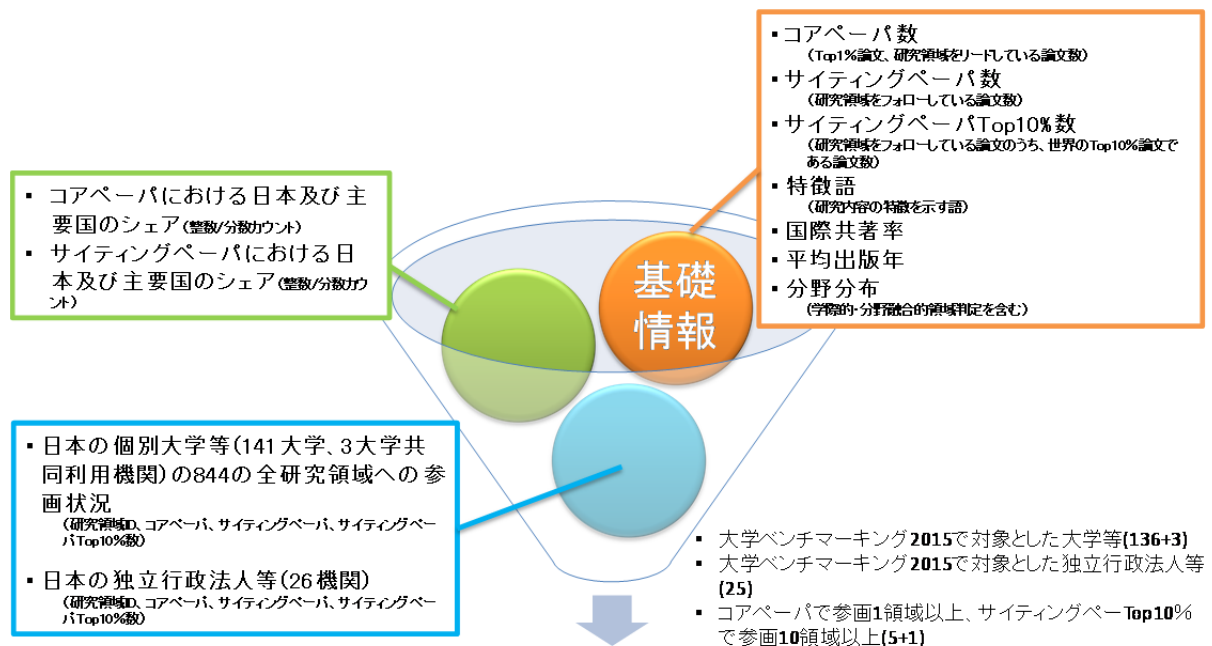 ▪コアペーパ数
(Top1%論文、研究領域をリードしている論文数)
▪サイティングペーパ数
(研究領域をフォローしている論文数)
▪サイティングペーパTop10%数
(研究領域をフォローしている論文のうち、世界のTop10%論文で
ある論文数)
▪特徴語
(研究内容の特徴を示す語)
▪国際共著率
▪平均出版年
▪分野分布
(学際的・分野融合的領域判定を含む)
▪ コアペーパにおける日本及び主
要国のシェア(整数/分数カウント)
▪ サイティングペーパにおける日
本及び主要国のシェア(整数/分数カウ
ント)
基礎
情報
▪日本の個別大学等(141大学、3大学共
同利用機関)の844の全研究領域への参
画状況
(研究領域ID、コアペーパ、サイティングペーパ、サイティングペー
パTop10%数)
▪日本の独立行政法人等(26機関)
(研究領域ID、コアペーパ、サイティングペーパ、サイティングペー
パTop10%数)
▪ 大学ベンチマーキング2015で対象とした大学等(136+3)
▪ 大学ベンチマーキング2015で対象とした独立行政法人等
(25)
▪ コアペーパで参画1領域以上、サイティングペーTop10%
で参画10領域以上(5+1)